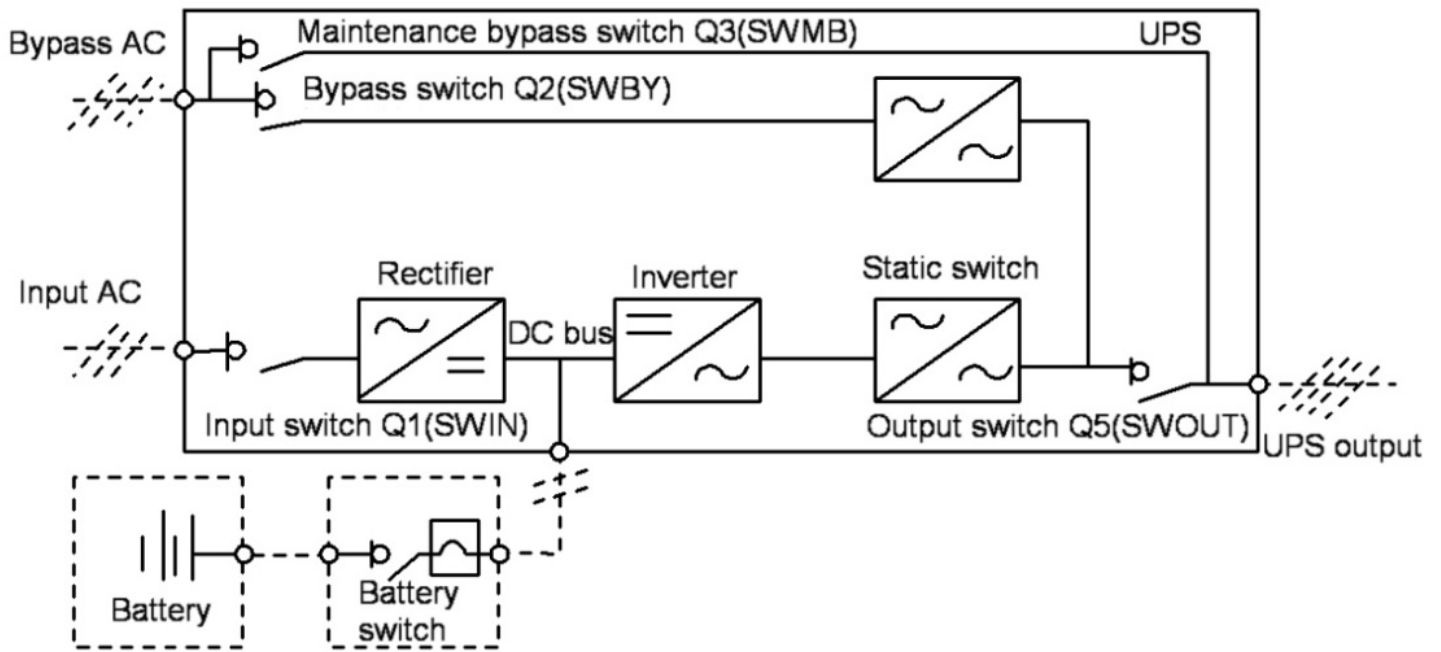 Bypass AC
Maintenance bypass switch Q3(SWMB)
UPS
Bypass switch Q2(SWBY)
Input AC
Rectifier
Inverter
Static switch
DC bus
Input switch Q1(SWIN)
Output switch Q5(SWOUT)
UPS output
Battery
Battery
switch